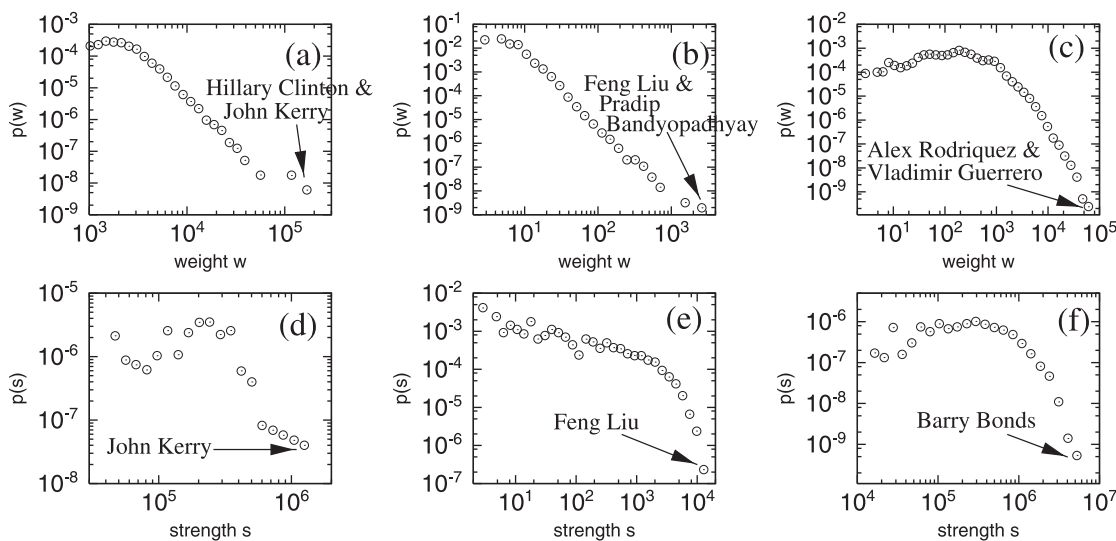 10^-3
10^-4
10^-5
10^-6
10^-7
10^-8
10^-9
p(w)
(a)
Hillary Clinton &
John Kerry
10^3
10^4
10^5
weight w
10^-1
10^-2
10^-3
10^-4
10^-5
10^-6
10^-7
10^-8
10^-9
p(w)
(b)
Feng Liu &
Pradip
Bandyopadhyay
10^1
10^2
10^3
weight w
10^-2
10^-3
10^-4
10^-5
10^-6
10^-7
10^-8
10^-9
p(w)
(c)
Alex Rodriquez &
Vladimir Guerrero
10^1
10^2
10^3
10^4
10^5
weight w
10^-5
10^-6
10^-7
10^-8
p(s)
(d)
John Kerry
10^5
10^6
strength s
10^-2
10^-3
10^-4
10^-5
10^-6
10^-7
p(s)
(e)
Feng Liu
10^1
10^2
10^3
10^4
strength s
10^-6
10^-7
10^-8
10^-9
p(s)
(f)
Barry Bonds
10^4
10^5
10^6
10^7
strength s